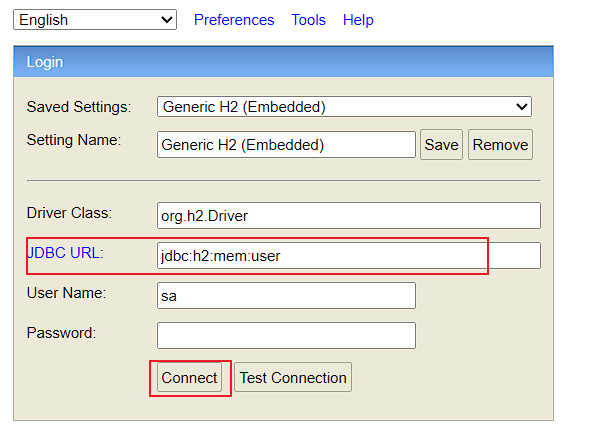 English Preferences Tools Help
Login
Saved Settings: Generic H2 (Embedded)
Setting Name: Generic H2 (Embedded) Save Remove
Driver Class: org.h2.Driver
JDBC URL: jdbc:h2:mem:user
User Name: sa
Password:
Connect Test Connection